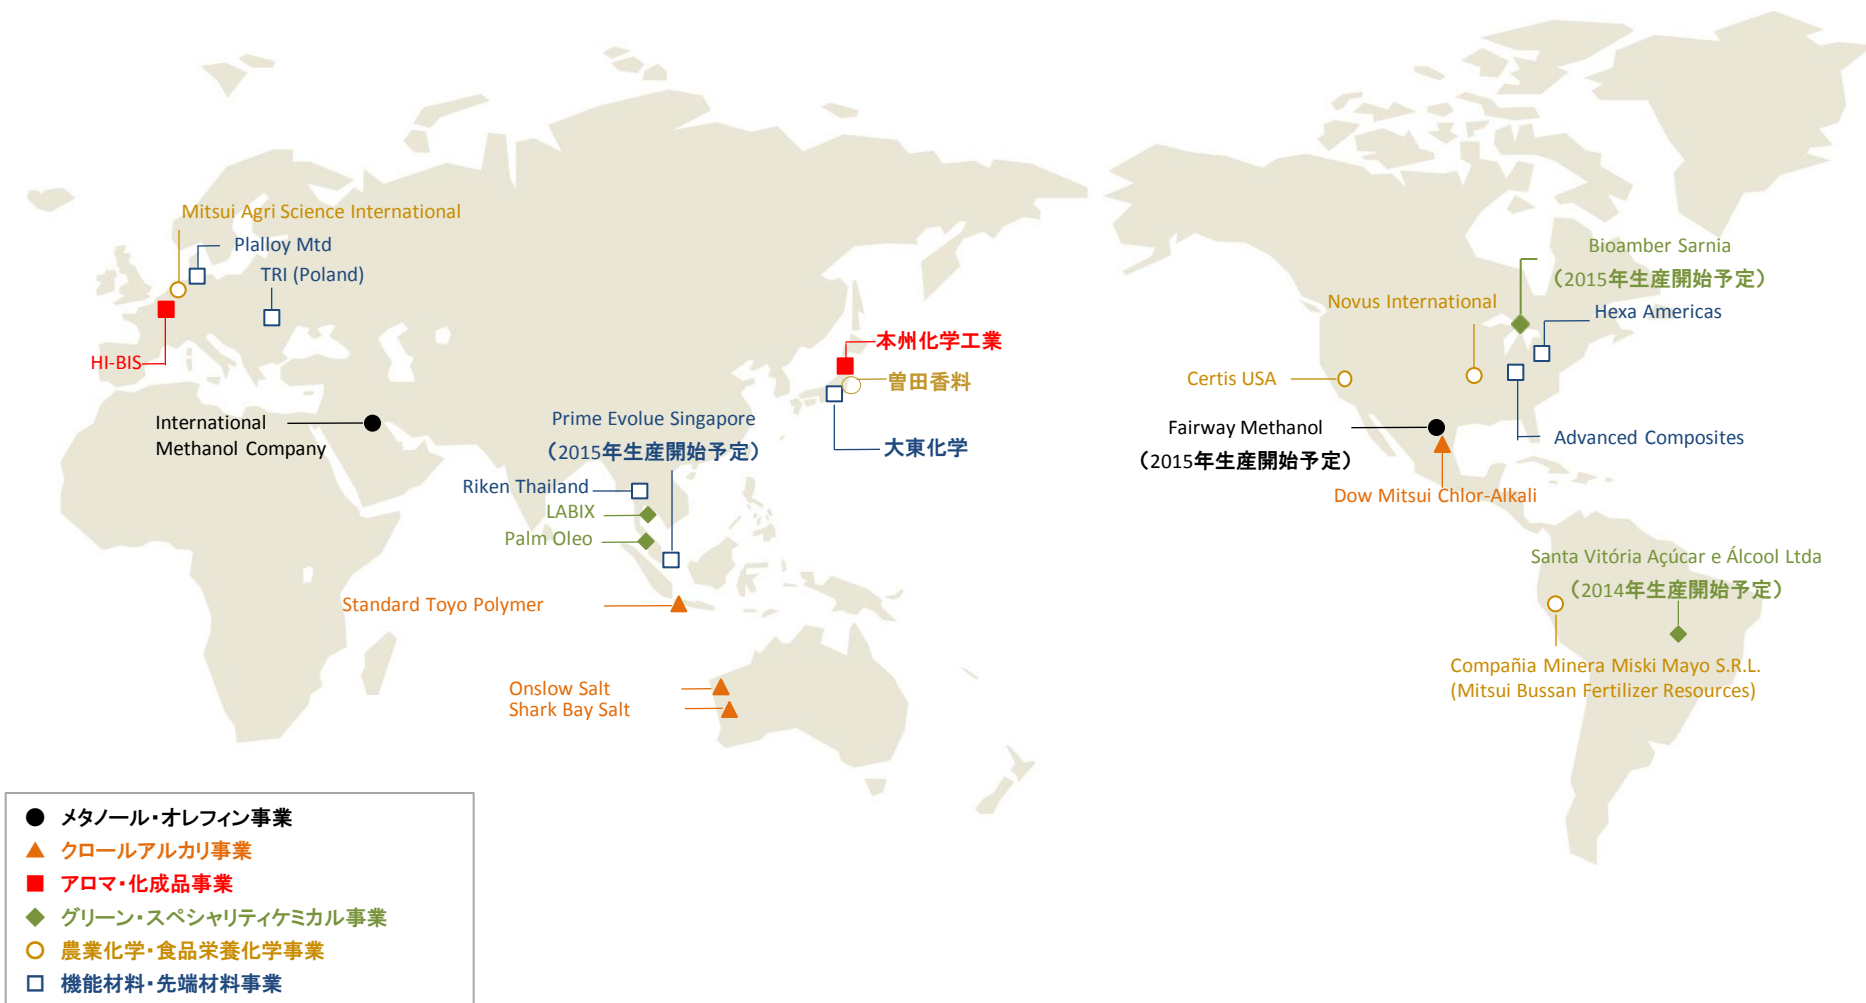 Mitsui Agri Science International
Plalloy Mtd
TRI (Poland)
HI-BIS
International
Methanol Company
本州化学工業
曽田香料
大東化学
Prime Evolue Singapore
（2015年生産開始予定）
Riken Thailand
LABIX
Palm Oleo
Standard Toyo Polymer
Onslow Salt
Shark Bay Salt
Bioamber Sarnia
（2015年生産開始予定）
Novus International
Hexa Americas
Certis USA
Fairway Methanol
（2015年生産開始予定）
Advanced Composites
Dow Mitsui Chlor-Alkali
Santa Vitória Açúcar e Álcool Ltda
（2014年生産開始予定）
Compañia Minera Miski Mayo S.R.L.
(Mitsui Bussan Fertilizer Resources)
メタノール・オレフィン事業
クロールアルカリ事業
アロマ・化成品事業
グリーン・スペシャリティケミカル事業
農業化学・食品栄養化学事業
機能材料・先端材料事業